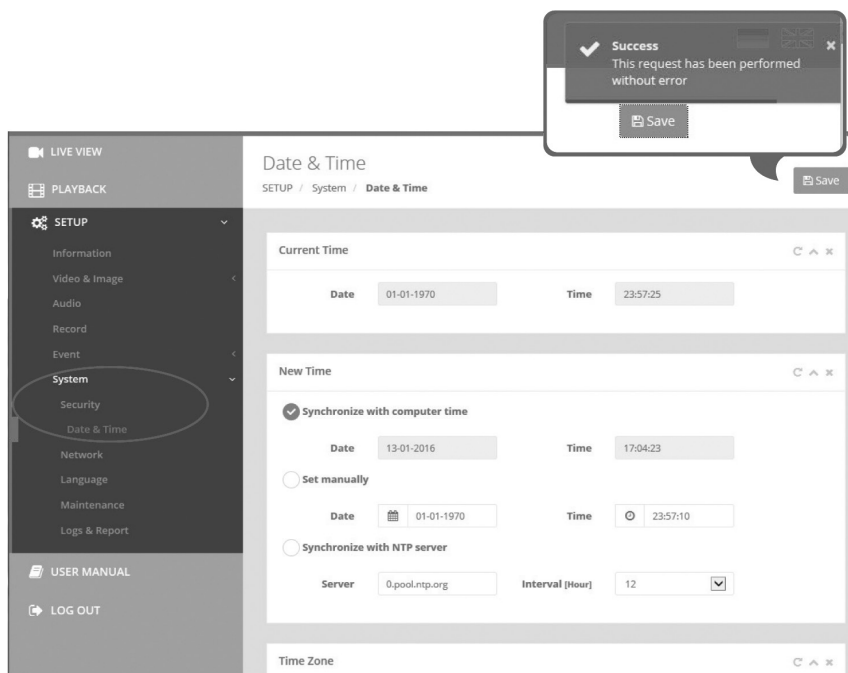 Success
This request has been performed
without error
Save
LIVE VIEW
PLAYBACK
SETUP
Information
Video & Image
Audio
Record
Event
System
Security
Date & Time
Network
Language
Maintenance
Logs & Report
USER MANUAL
LOG OUT
Date & Time
SETUP / System / Date & Time
Save
Current Time
Date 01-01-1970 Time 23:57:25
New Time
Synchronize with computer time
Date 13-01-2016 Time 17:04:23
Set manually
Date 01-01-1970 Time 23:57:10
Synchronize with NTP server
Server 0.pool.ntp.org Interval [Hour] 12
Time Zone